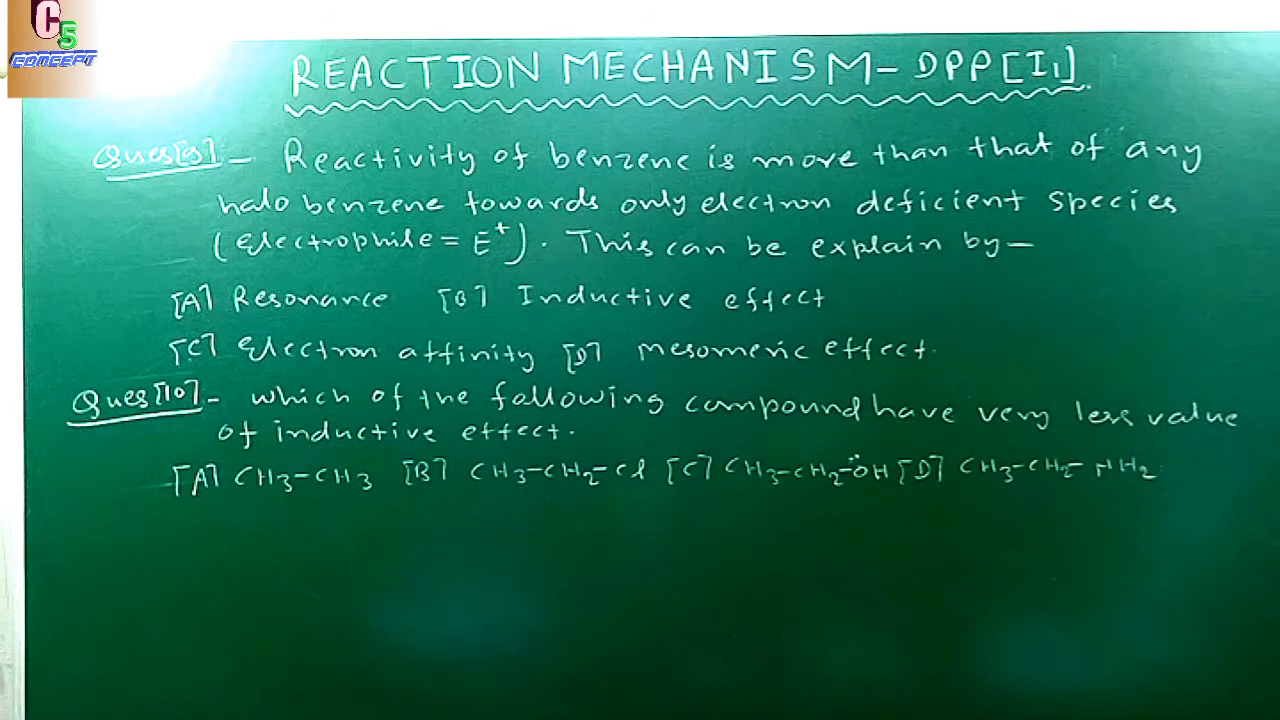 C5
CONCEPT
REACTION MECHANISM - DPP[I1]
Ques[9] - Reactivity of benzene is more than that of any
halo benzene towards only electron deficient species
(Electrophile = E⁺). This can be explain by -
[A] Resonance [B] Inductive effect
[C] Electron affinity [D] mesomeric effect.
Ques[10] - which of the following compound have very less value
of inductive effect.
[A] CH3-CH3 [B] CH3-CH2-Cl [C] CH3-CH2-ÖH [D] CH3-CH2-NH2